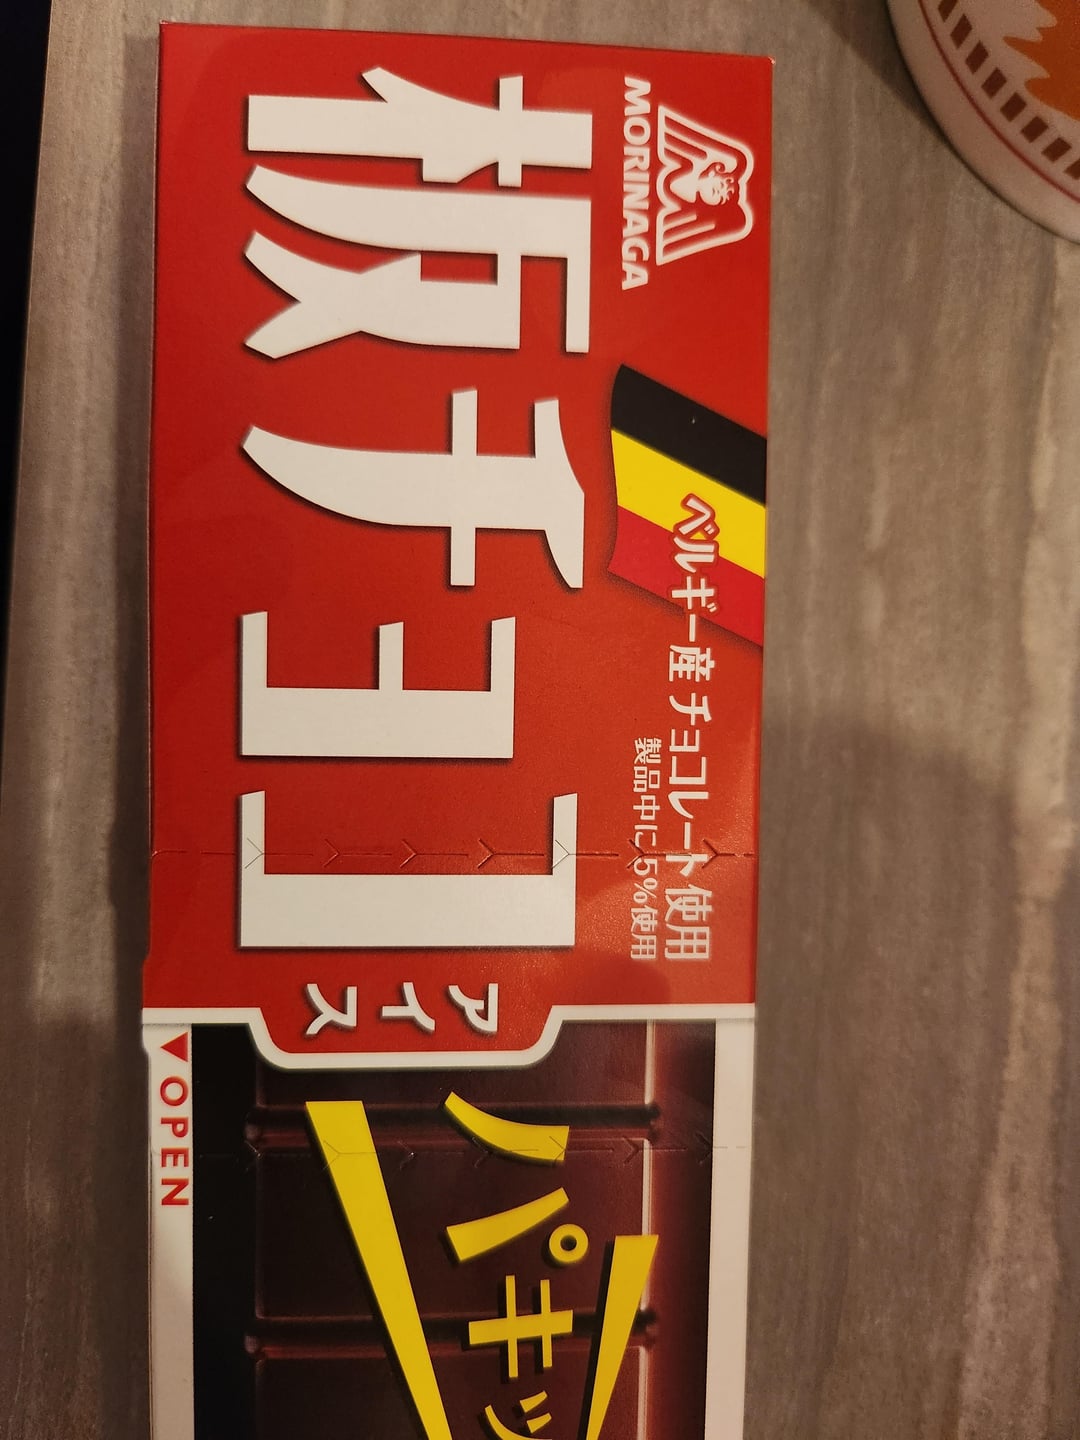 MORINAGA
ベルギー産チョコレート使用
製品中に5%使用
板チョコ
アイス
OPEN
パキッ